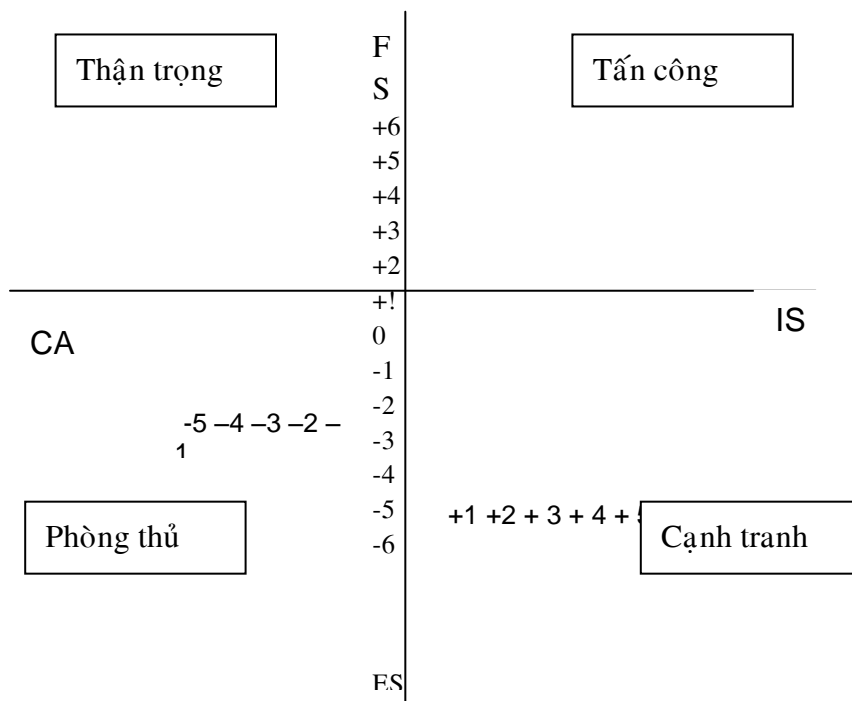 Thận trọng
F
S
Tấn công
+6
+5
+4
+3
+2
+!
0
-1
-2
-3
-4
-5
-6
IS
CA
-5 –4 –3 –2 –
1
+1 +2 + 3 + 4 +
Phòng thủ
Cạnh tranh
ES